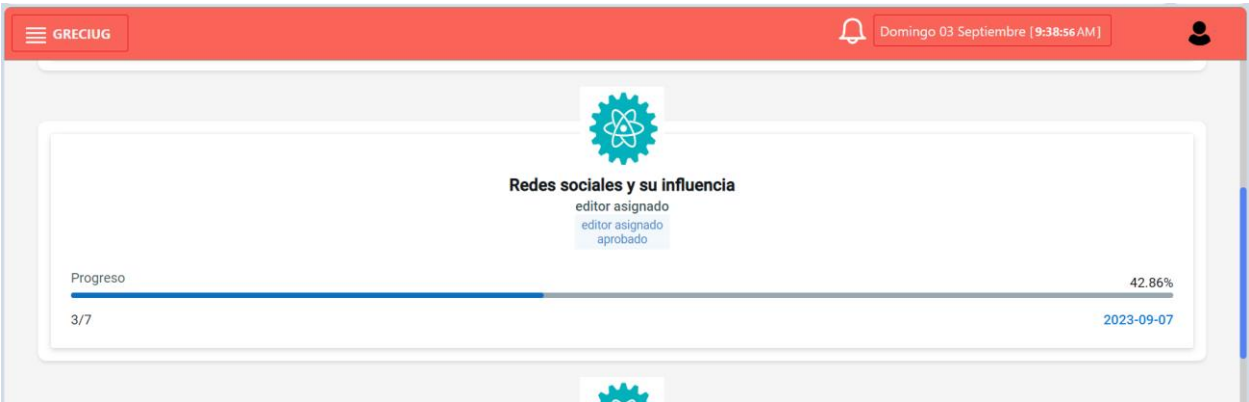 GRECIUG
Domingo 03 Septiembre [9:38:56 AM]
Redes sociales y su influencia
editor asignado
editor asignado
aprobado
Progreso
42.86%
3/7
2023-09-07